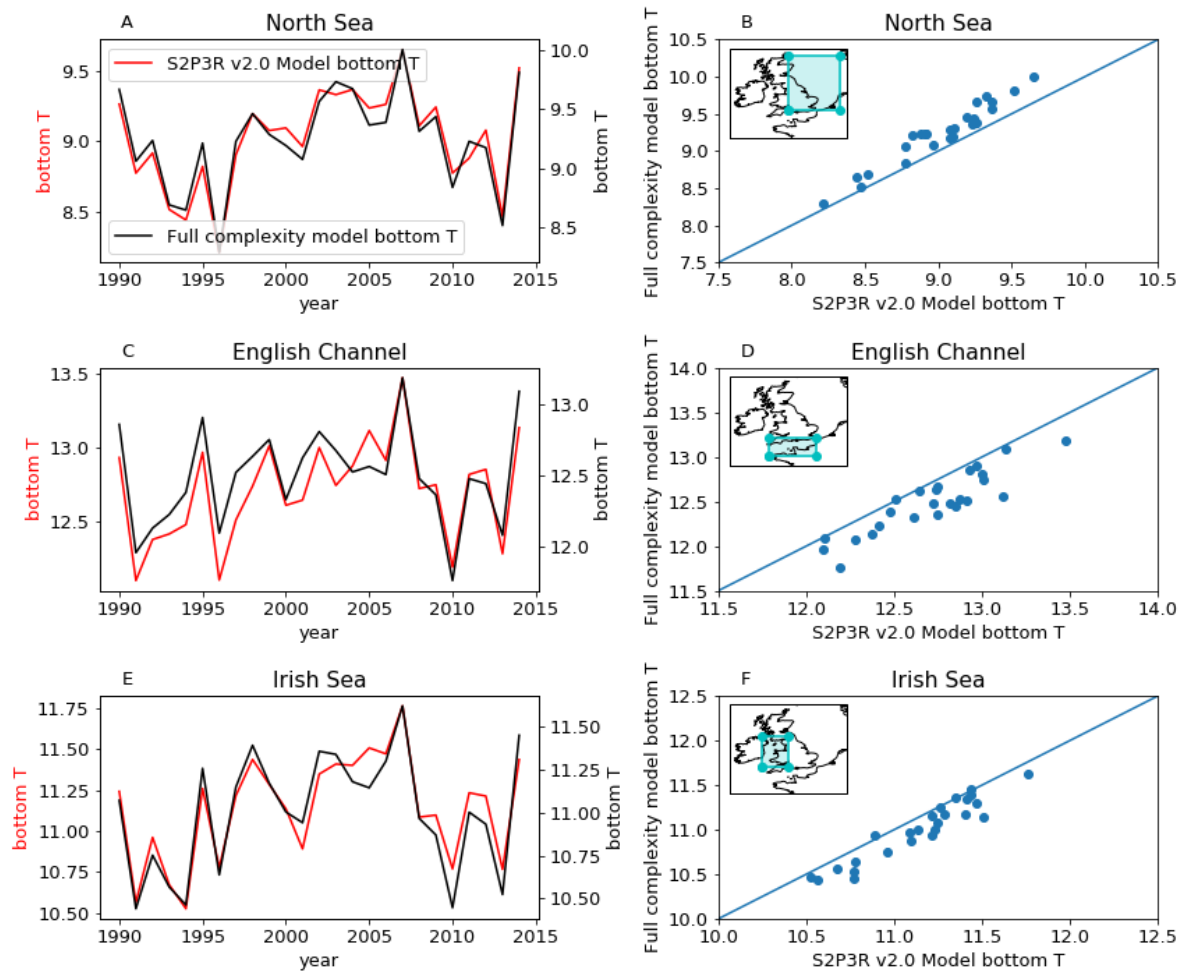 A North Sea
S2P3R v2.0 Model bottom T
Full complexity model bottom T
bottom T
9.5
9.0
8.5
10.0
9.5
9.0
8.5
bottom T
1990 1995 2000 2005 2010 2015
year
B North Sea
Full complexity model bottom T
10.5
10.0
9.5
9.0
8.5
8.0
7.5
7.5 8.0 8.5 9.0 9.5 10.0 10.5
S2P3R v2.0 Model bottom T
C English Channel
bottom T
13.5
13.0
12.5
13.0
12.5
12.0
bottom T
1990 1995 2000 2005 2010 2015
year
D English Channel
Full complexity model bottom T
14.0
13.5
13.0
12.5
12.0
11.5
11.5 12.0 12.5 13.0 13.5 14.0
S2P3R v2.0 Model bottom T
E Irish Sea
bottom T
11.75
11.50
11.25
11.00
10.75
10.50
11.50
11.25
11.00
10.75
10.50
bottom T
1990 1995 2000 2005 2010 2015
year
F Irish Sea
Full complexity model bottom T
12.5
12.0
11.5
11.0
10.5
10.0
10.0 10.5 11.0 11.5 12.0 12.5
S2P3R v2.0 Model bottom T